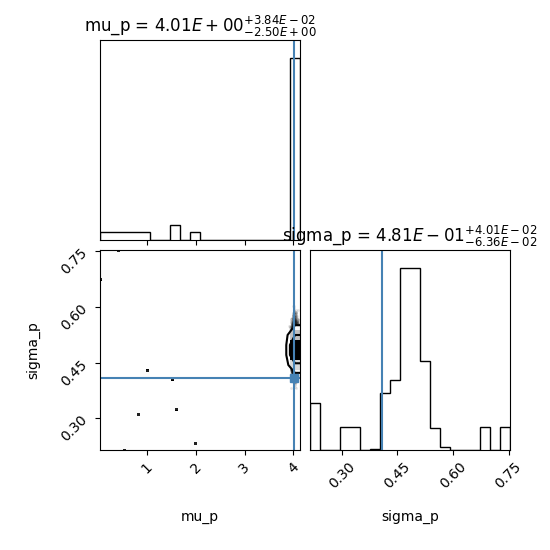 mu_p = 4.01E+00 +3.84E−02 −2.50E+00
sigma_p = 4.81E−01 +4.01E−02 −6.36E−02
0.75
0.60
0.45
0.30
sigma_p
1
2
3
4
mu_p
0.30
0.45
0.60
0.75
sigma_p